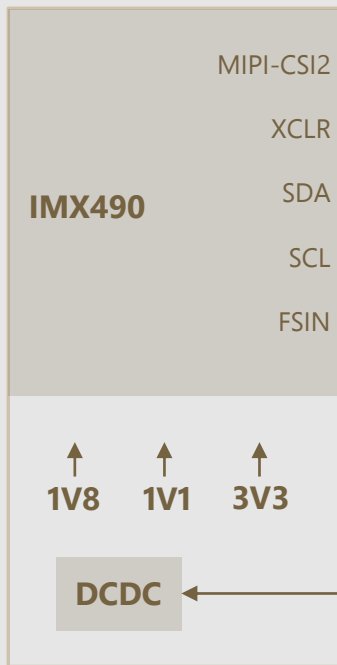 MIPI-CSI2
XCLR
IMX490
SDA
SCL
FSIN
1V8 1V1 3V3
DCDC